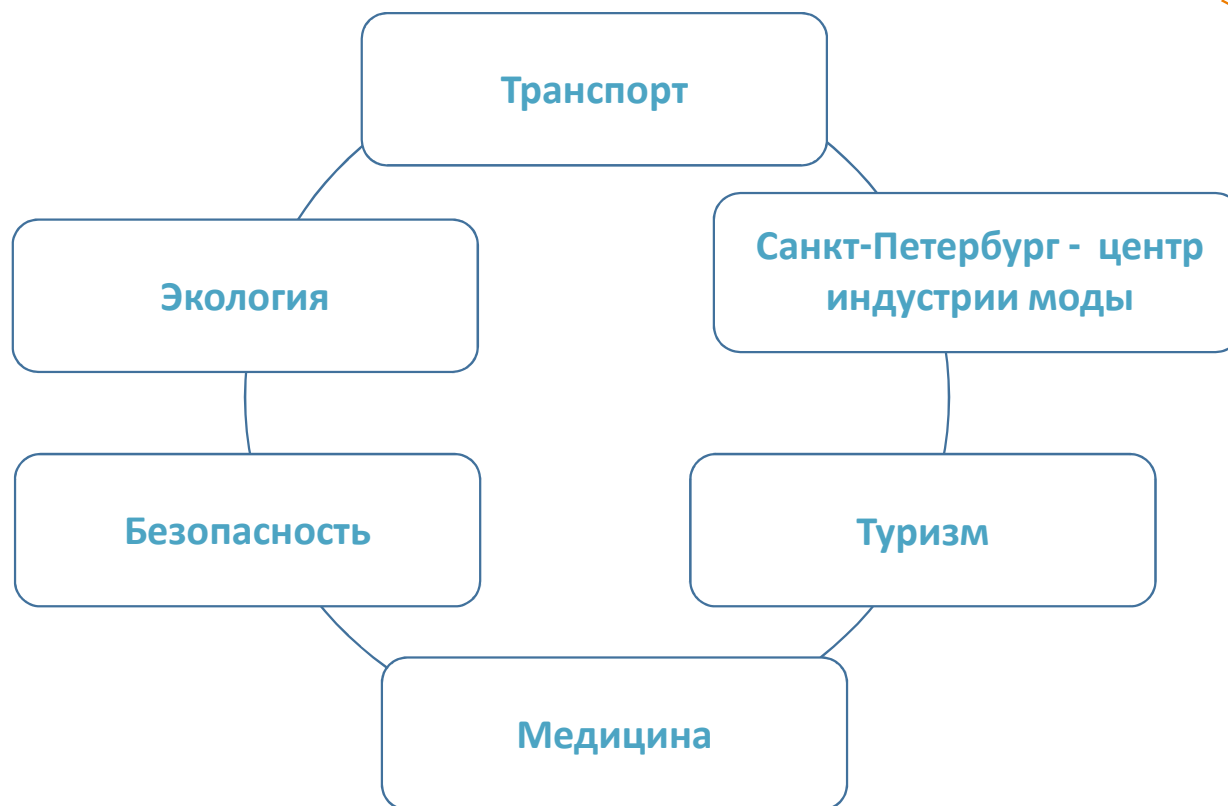 Транспорт
Санкт-Петербург - центр
индустрии моды
Экология
Безопасность
Туризм
Медицина